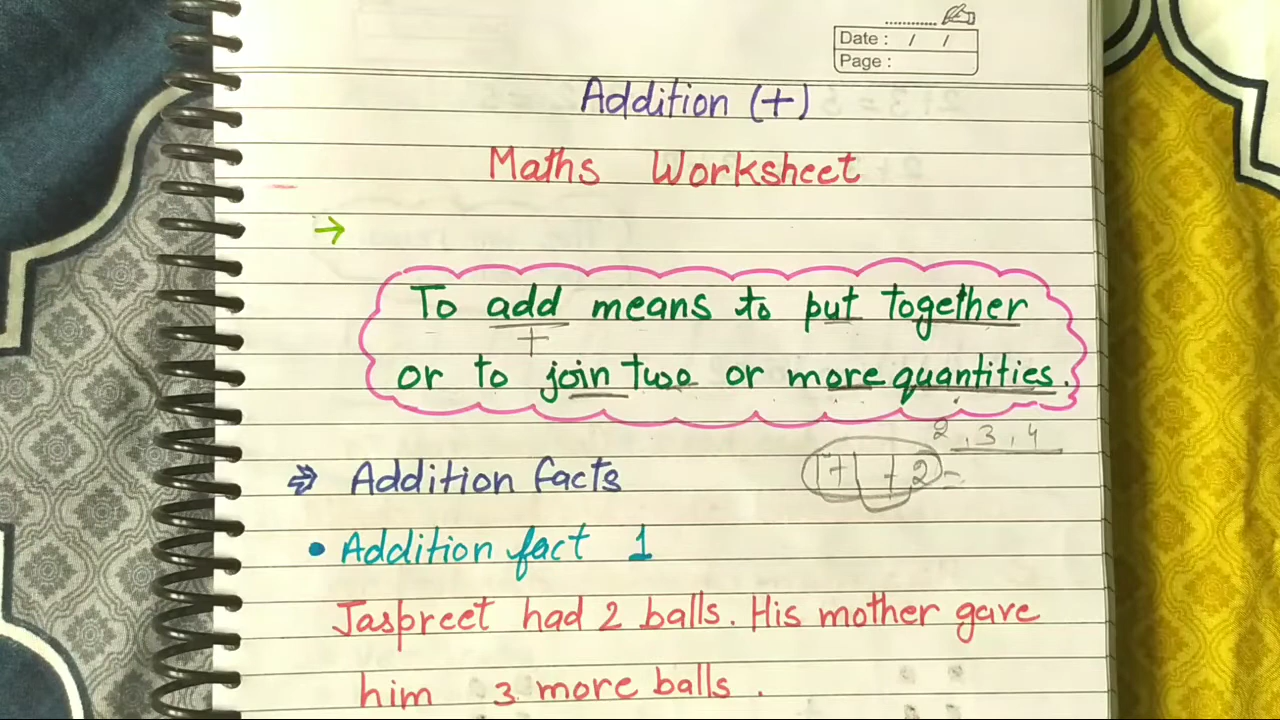 Date : / /
Page :
Addition (+)
Maths Worksheet
→
To add means to put together
+
or to join two or more quantities.
2 , 3 , 4
1 + 1 + 2 =
⇒ Addition facts
• Addition fact 1
Jaspreet had 2 balls. His mother gave
him 3 more balls .